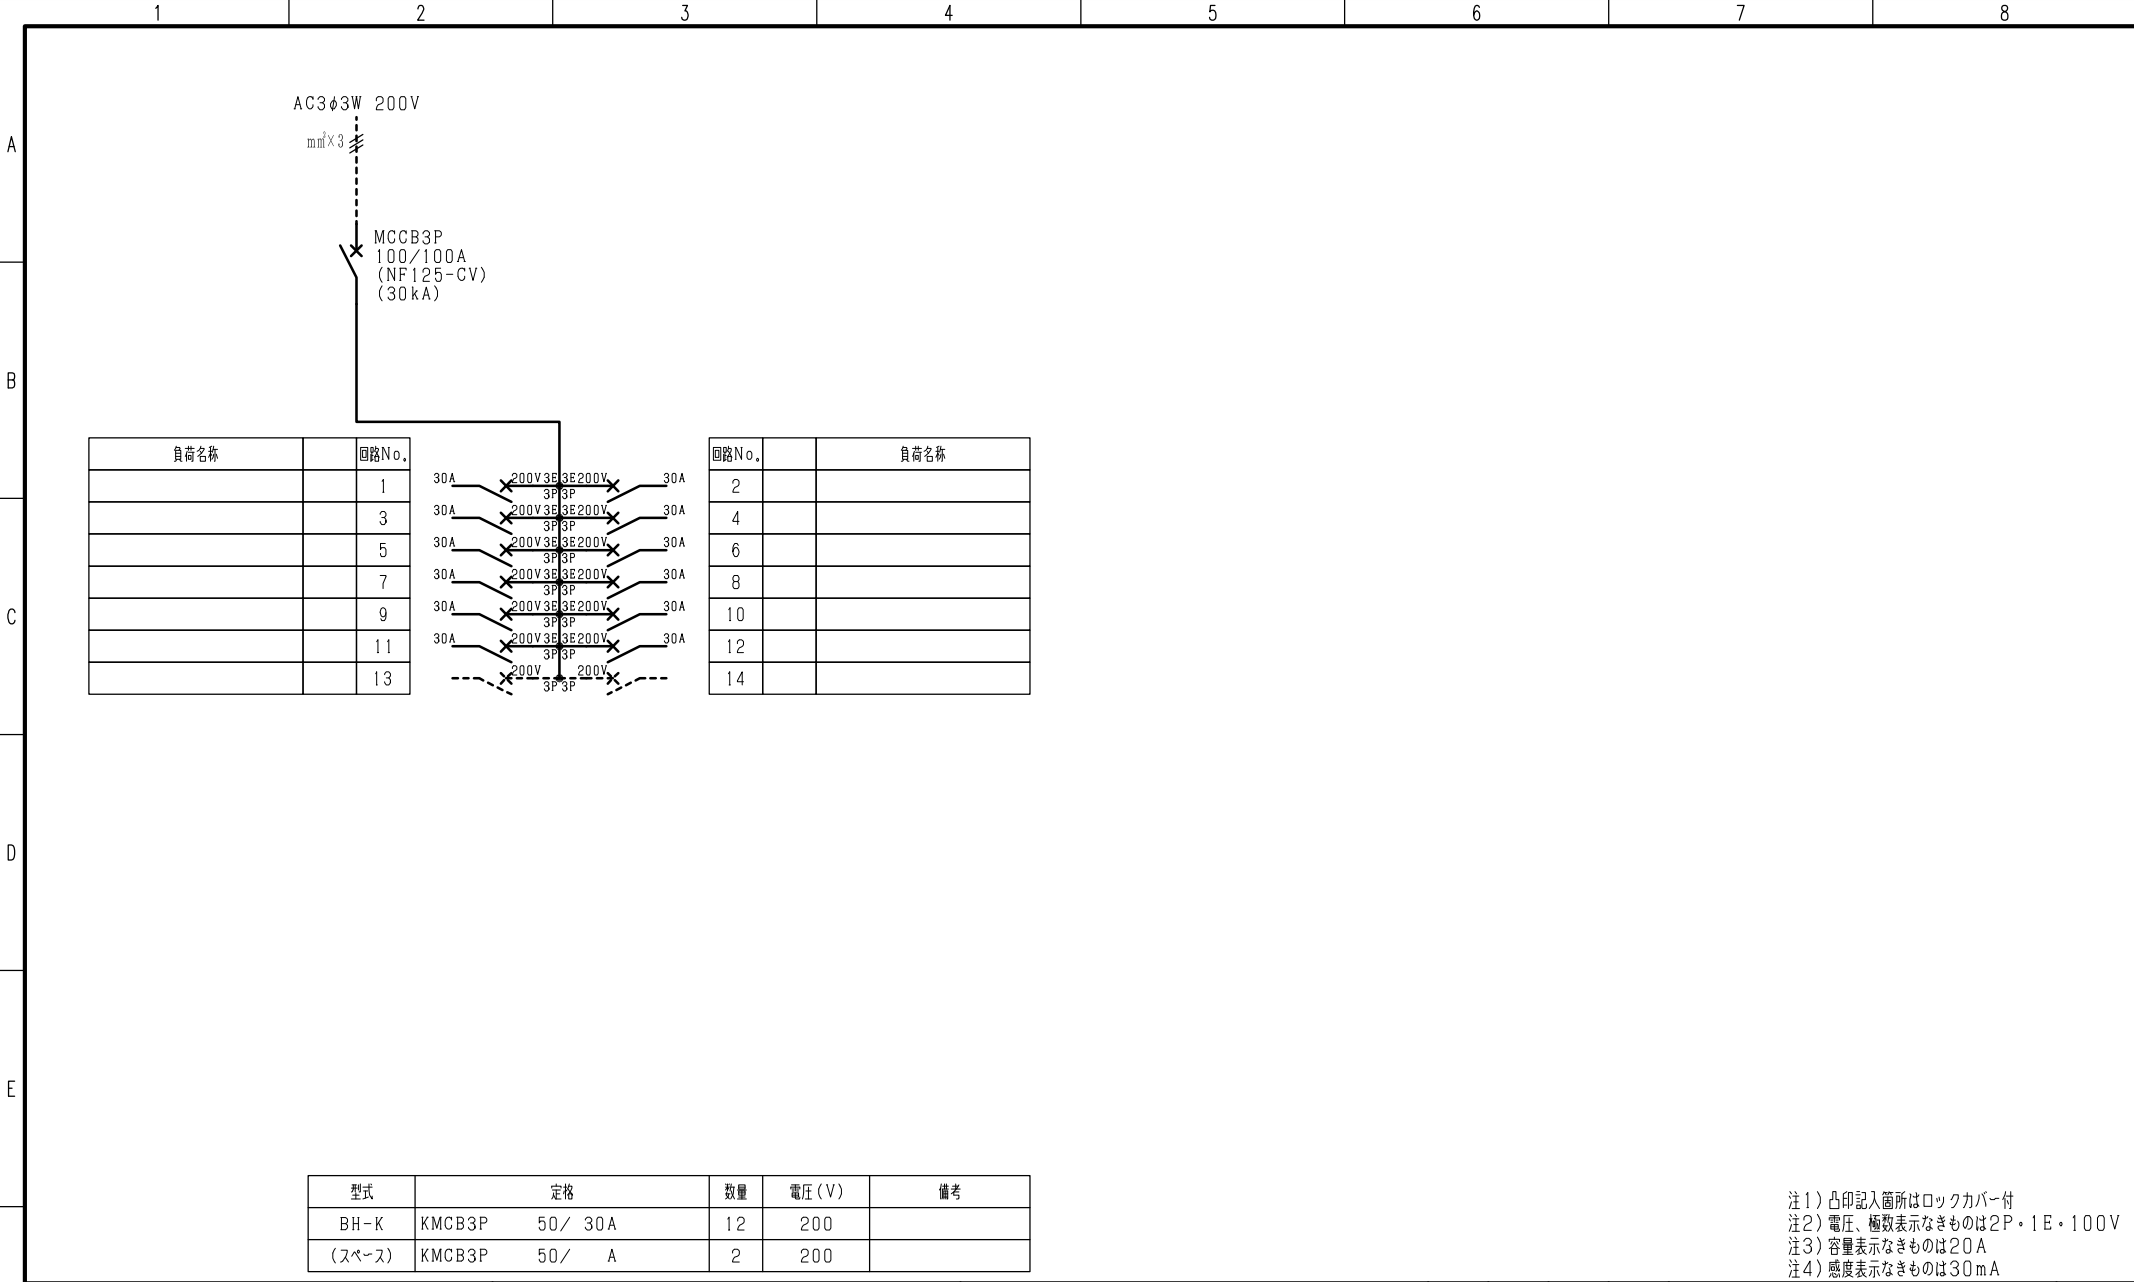 1 2 3 4 5 6 7 8
A
B
C
D
E
AC3φ3W 200V
mm²×3
MCCB3P
100/100A
(NF125-CV)
(30kA)
負荷名称 回路No. 回路No. 負荷名称
1 30A 200V 3E 3E 200V 30A 2
3P 3P
3 30A 200V 3E 3E 200V 30A 4
3P 3P
5 30A 200V 3E 3E 200V 30A 6
3P 3P
7 30A 200V 3E 3E 200V 30A 8
3P 3P
9 30A 200V 3E 3E 200V 30A 10
3P 3P
11 30A 200V 3E 3E 200V 30A 12
3P 3P
13 200V 200V 14
3P 3P
型式 定格 数量 電圧(V) 備考
BH-K KMCB3P 50/ 30A 12 200
(スペース) KMCB3P 50/ A 2 200
注1)凸印記入箇所はロックカバー付
注2)電圧、極数表示なきものは2P・1E・100V
注3)容量表示なきものは20A
注4)感度表示なきものは30mA